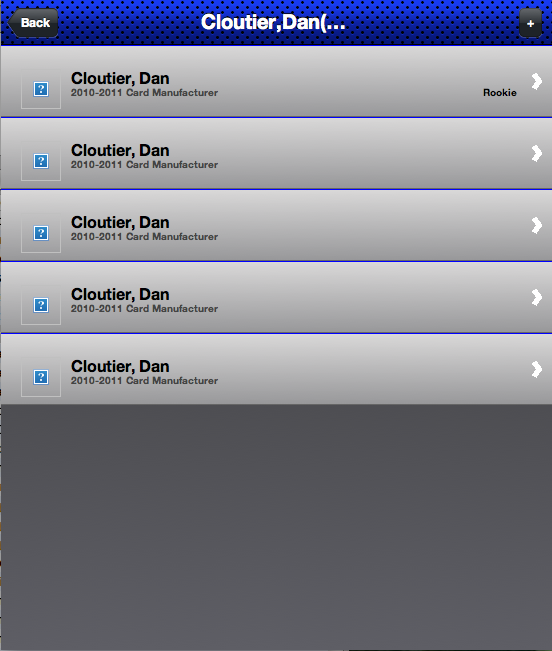 Back
Cloutier,Dan(...
+
Cloutier, Dan
2010-2011 Card Manufacturer
Rookie
?
Cloutier, Dan
2010-2011 Card Manufacturer
?
Cloutier, Dan
2010-2011 Card Manufacturer
?
Cloutier, Dan
2010-2011 Card Manufacturer
?
Cloutier, Dan
2010-2011 Card Manufacturer
?